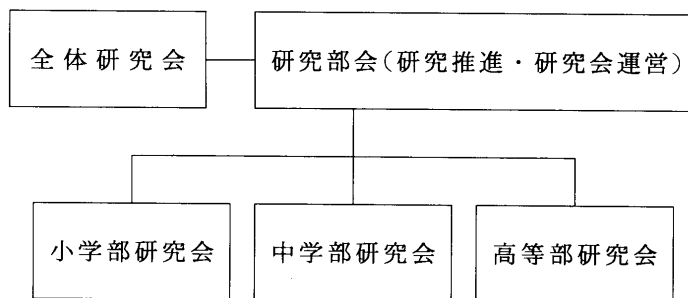 全体研究会
研究部会(研究推進・研究会運営)
小学部研究会
中学部研究会
高等部研究会